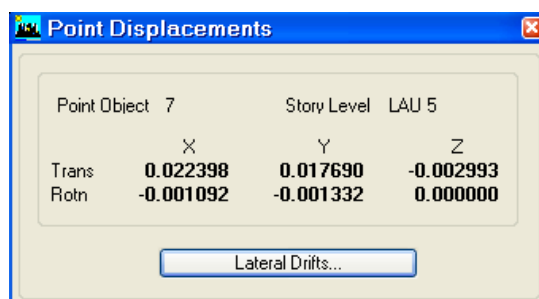 Point Displacements
Point Object 7 Story Level LAU 5
X Y Z
Trans 0.022398 0.017690 -0.002993
Rotn -0.001092 -0.001332 0.000000
Lateral Drifts...